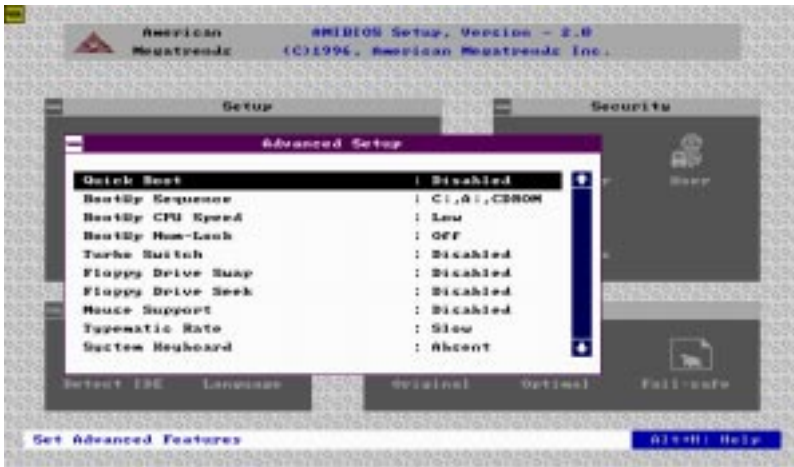 American
Megatrends
AMIBIOS Setup, Version - 2.0
(C)1996, American Megatrends Inc.
Setup
Security
Advanced Setup
Quick Boot : Disabled
BootUp Sequence : C:,A:,CDROM
BootUp CPU Speed : Low
BootUp Num-Lock : Off
Turbo Switch : Disabled
Floppy Drive Swap : Disabled
Floppy Drive Seek : Disabled
Mouse Support : Disabled
Typematic Rate : Slow
System Keyboard : Absent
User
Detect IDE
Language
Original
Optimal
Fail-safe
Set Advanced Features
Alt+H: Help